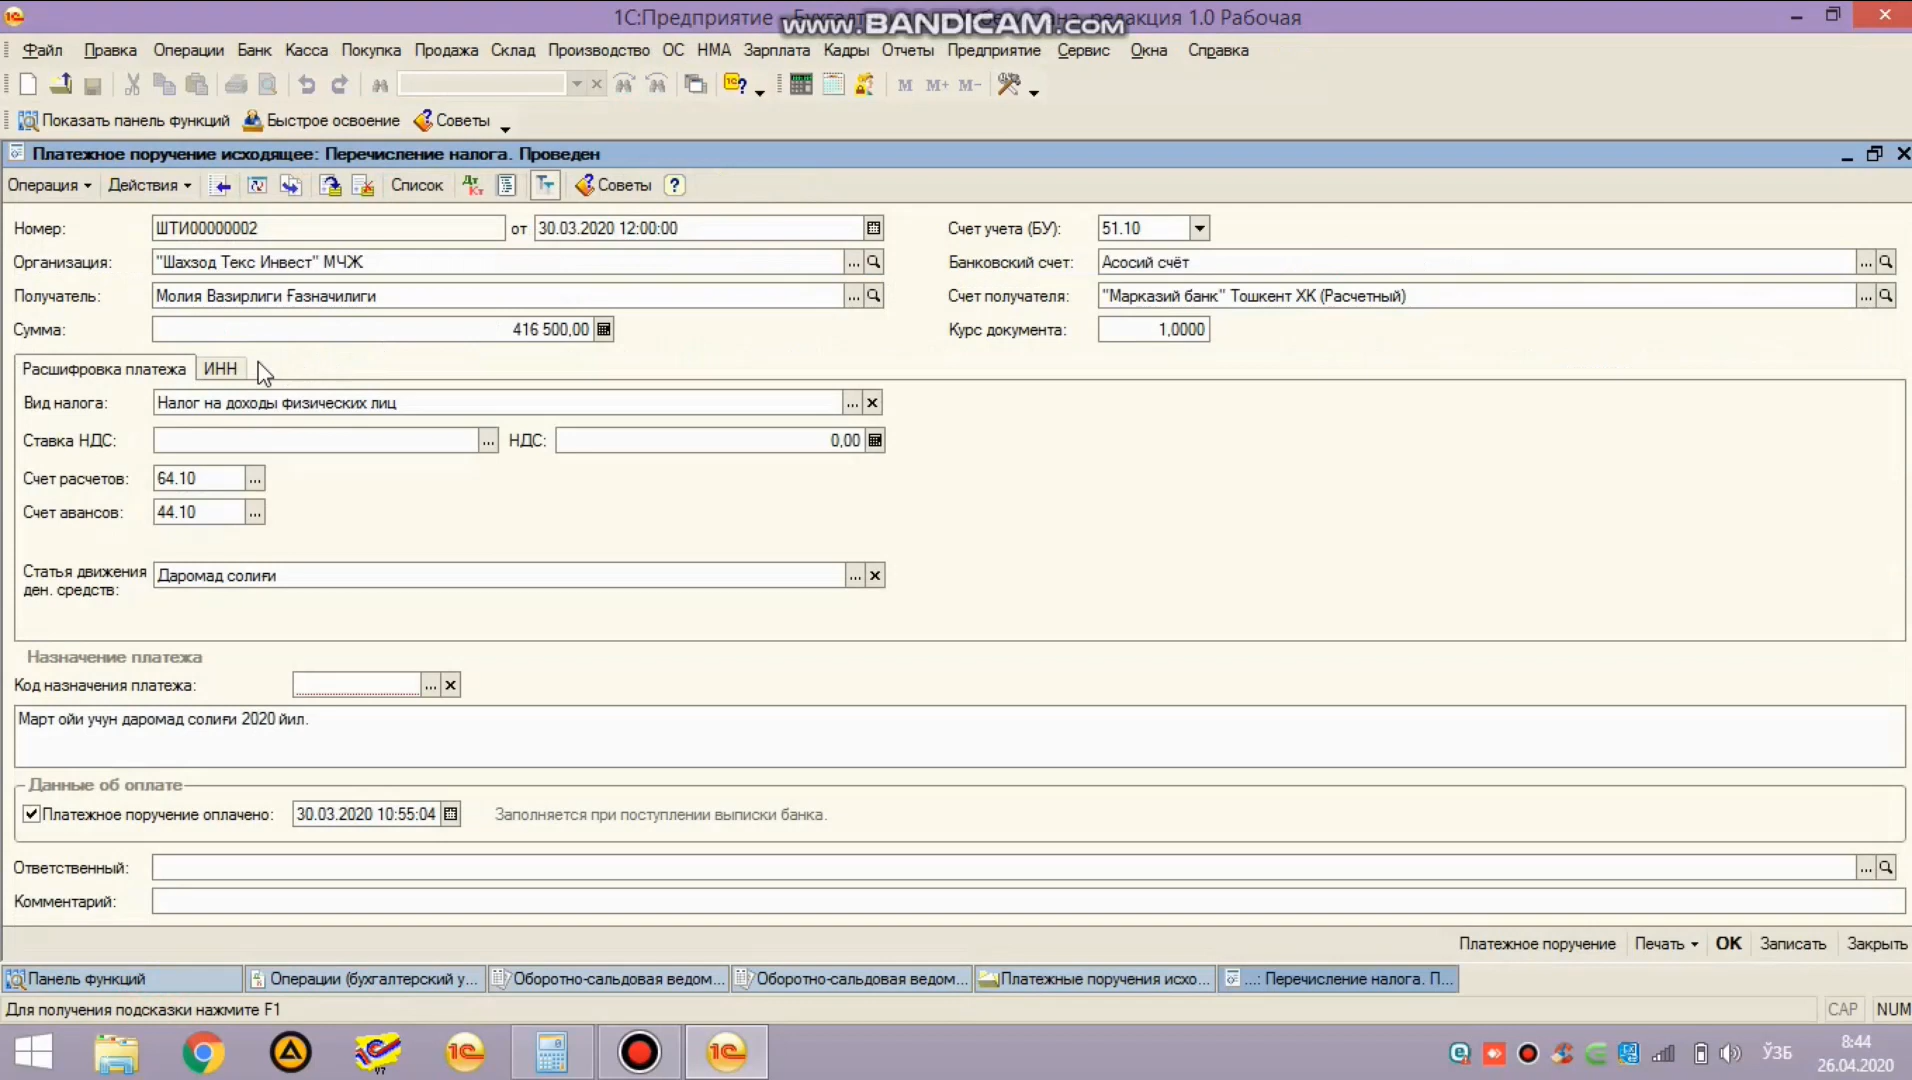 1С:Предприятие - Бухгал
редакция 1.0 Рабочая
www.BANDICAM.com
Файл Правка Операции Банк Касса Покупка Продажа Склад Производство ОС НМА Зарплата Кадры Отчеты Предприятие Сервис Окна Справка
M M+ M-
Показать панель функций Быстрое освоение Советы
Платежное поручение исходящее: Перечисление налога. Проведен
Операция Действия Список Дт Кт Советы ?
Номер: ШТИ00000002 от 30.03.2020 12:00:00 Счет учета (БУ): 51.10
Организация: "Шахзод Текс Инвест" МЧЖ ... Банковский счет: Асосий счёт ...
Получатель: Молия Вазирлиги Ғазначилиги ... Счет получателя: "Марказий банк" Тошкент ХК (Расчетный) ...
Сумма: 416 500,00 Курс документа: 1,0000
Расшифровка платежа ИНН
Вид налога: Налог на доходы физических лиц ... x
Ставка НДС: ... НДС: 0,00
Счет расчетов: 64.10 ...
Счет авансов: 44.10 ...
Статья движения
ден. средств: Даромад солиғи ... x
Назначение платежа
Код назначения платежа: ... x
Март ойи учун даромад солиғи 2020 йил.
Данные об оплате
Платежное поручение оплачено: 30.03.2020 10:55:04 Заполняется при поступлении выписки банка.
Ответственный: ...
Комментарий:
Платежное поручение Печать OK Записать Закрыть
Панель функций Операции (бухгалтерский у... Оборотно-сальдовая ведом... Оборотно-сальдовая ведом... Платежные поручения исхо... ...: Перечисление налога. П...
Для получения подсказки нажмите F1 CAP NUM
ЎЗБ 8:44
26.04.2020